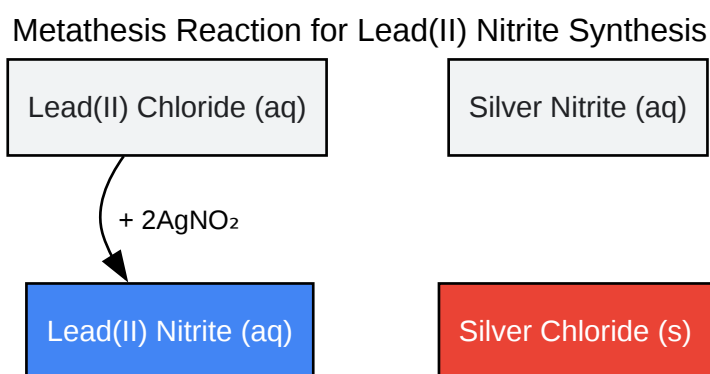 Metathesis Reaction for Lead(II) Nitrite Synthesis
Lead(II) Chloride (aq)
Silver Nitrite (aq)
+ 2AgNO₂
Lead(II) Nitrite (aq)
Silver Chloride (s)